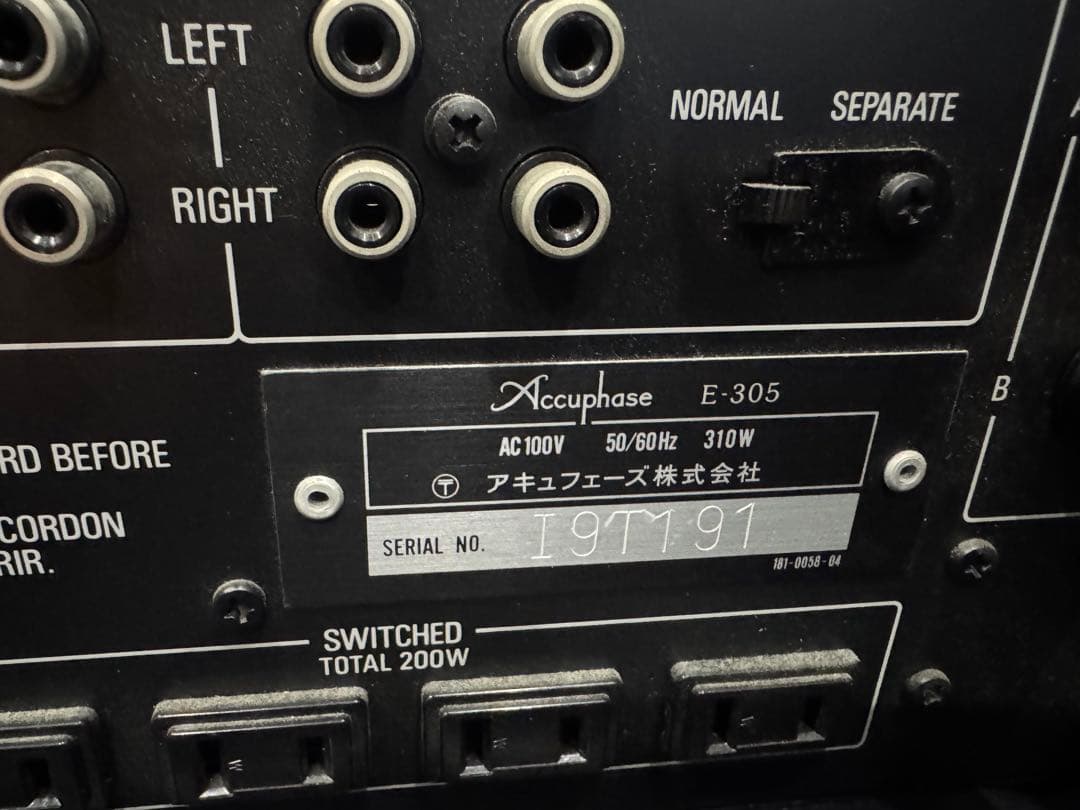 LEFT
RIGHT
NORMAL SEPARATE
Accuphase E-305
AC100V 50/60Hz 310W
〒 アキュフェーズ株式会社
SERIAL NO. I9T191
181-0058-04
B
RD BEFORE
CORDON
RIR.
SWITCHED
TOTAL 200W
W
W